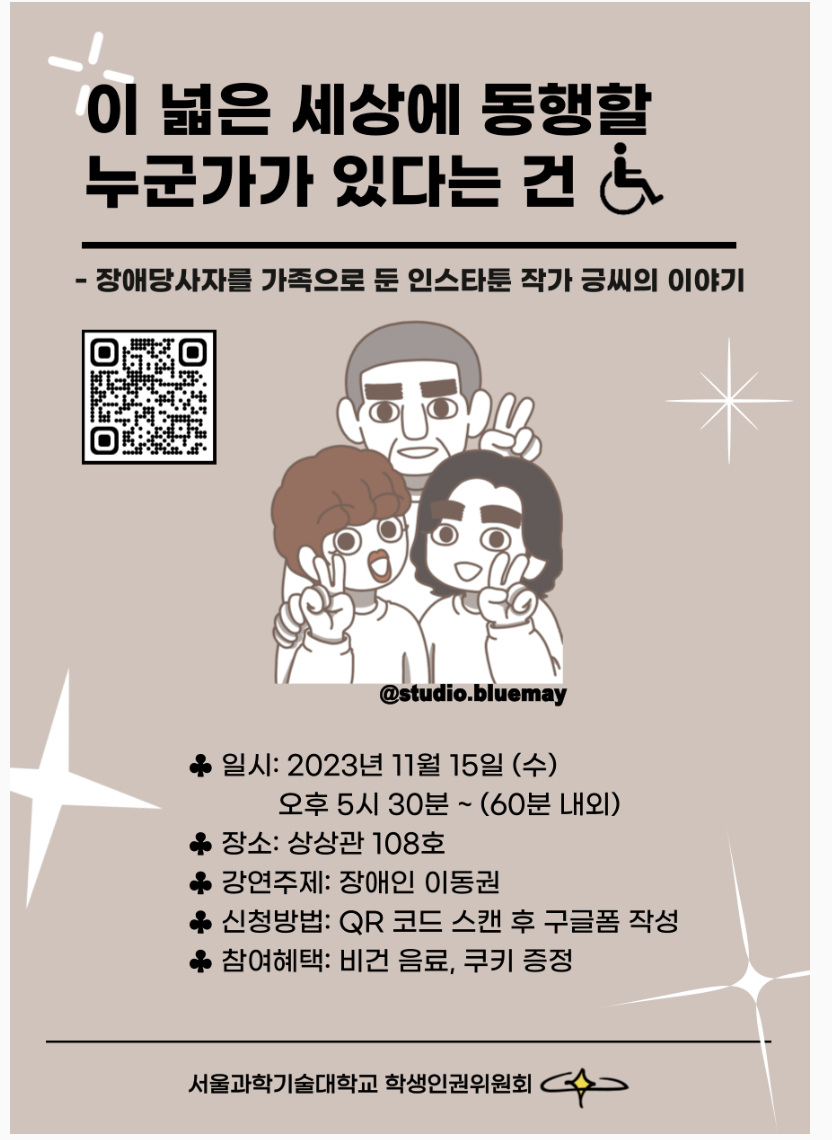 이 넓은 세상에 동행할
누군가가 있다는 건
- 장애당사자를 가족으로 둔 인스타툰 작가 긍씨의 이야기
@studio.bluemay
♣ 일시: 2023년 11월 15일 (수)
오후 5시 30분 ~ (60분 내외)
♣ 장소: 상상관 108호
♣ 강연주제: 장애인 이동권
♣ 신청방법: QR 코드 스캔 후 구글폼 작성
♣ 참여혜택: 비건 음료, 쿠키 증정
서울과학기술대학교 학생인권위원회